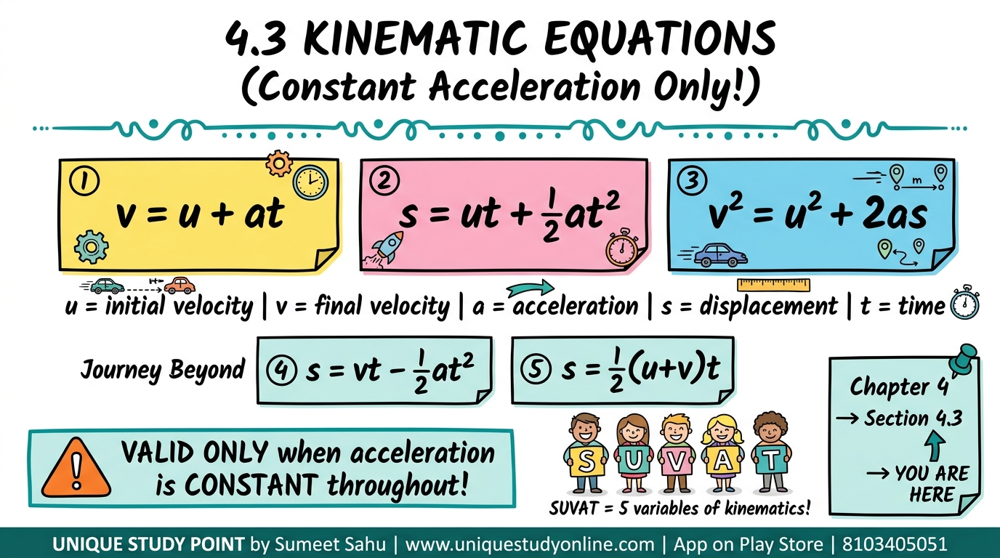 4.3 KINEMATIC EQUATIONS
(Constant Acceleration Only!)
① v = u + at
② s = ut + ½at²
③ v² = u² + 2as
m
u = initial velocity | v = final velocity | a = acceleration | s = displacement | t = time
Journey Beyond
④ s = vt − ½at²
⑤ s = ½(u+v)t
Chapter 4
→ Section 4.3
→ YOU ARE
HERE
! VALID ONLY when acceleration
is CONSTANT throughout!
S U V A T
SUVAT = 5 variables of kinematics!
UNIQUE STUDY POINT by Sumeet Sahu | www.uniquestudyonline.com | App on Play Store | 8103405051